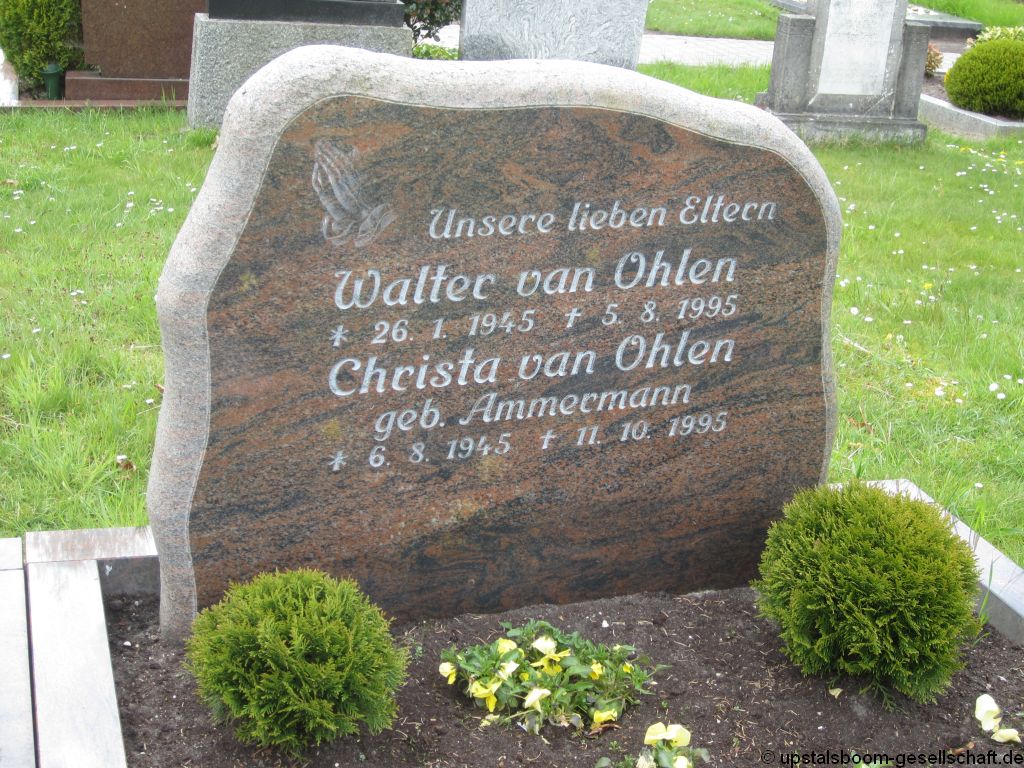 Unsere lieben Eltern
Walter van Ohlen
* 26. 1. 1945 † 5. 8. 1995
Christa van Ohlen
geb. Ammermann
* 6. 8. 1945 † 11. 10. 1995
© upstalsboom-gesellschaft.de